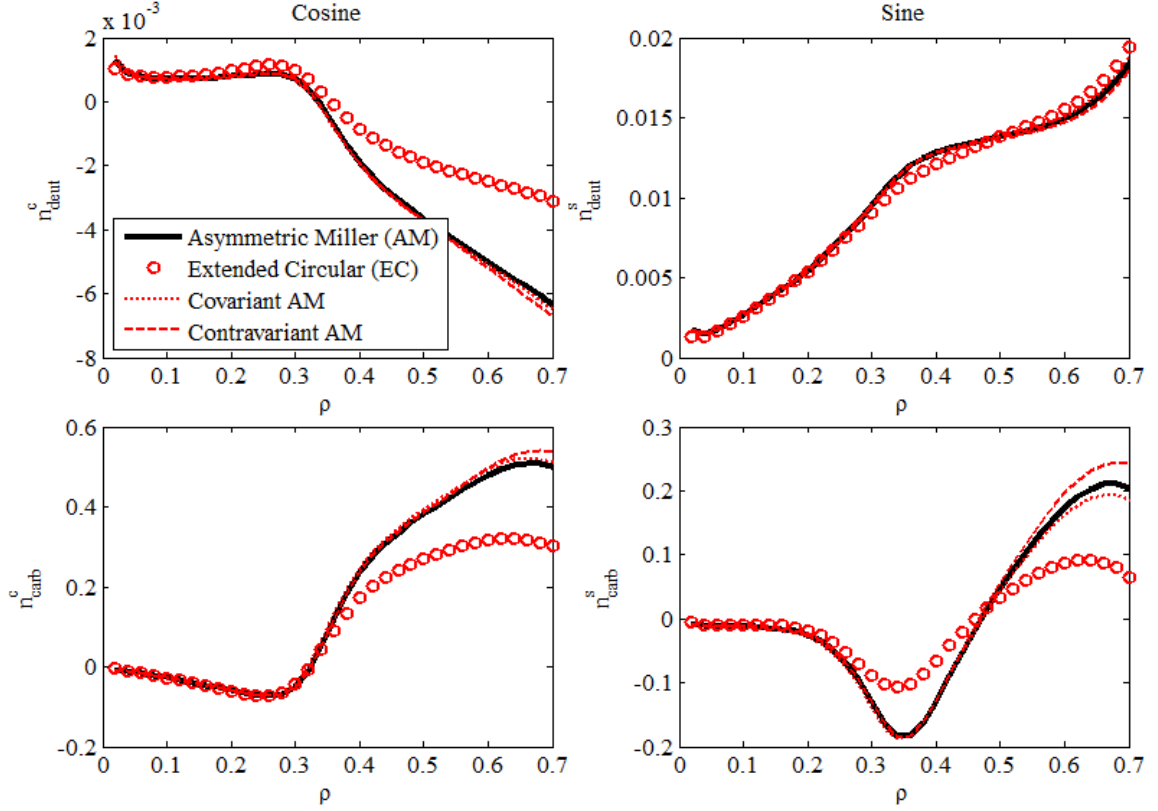 x 10⁻³
Cosine
Sine
2
0
-2
-4
-6
-8
n^c_deut
Asymmetric Miller (AM)
Extended Circular (EC)
Covariant AM
Contravariant AM
0 0.1 0.2 0.3 0.4 0.5 0.6 0.7
ρ
0.02
0.015
0.01
0.005
0
n^s_deut
0 0.1 0.2 0.3 0.4 0.5 0.6 0.7
ρ
0.6
0.4
0.2
0
-0.2
n^c_carb
0 0.1 0.2 0.3 0.4 0.5 0.6 0.7
ρ
0.3
0.2
0.1
0
-0.1
-0.2
n^s_carb
0 0.1 0.2 0.3 0.4 0.5 0.6 0.7
ρ